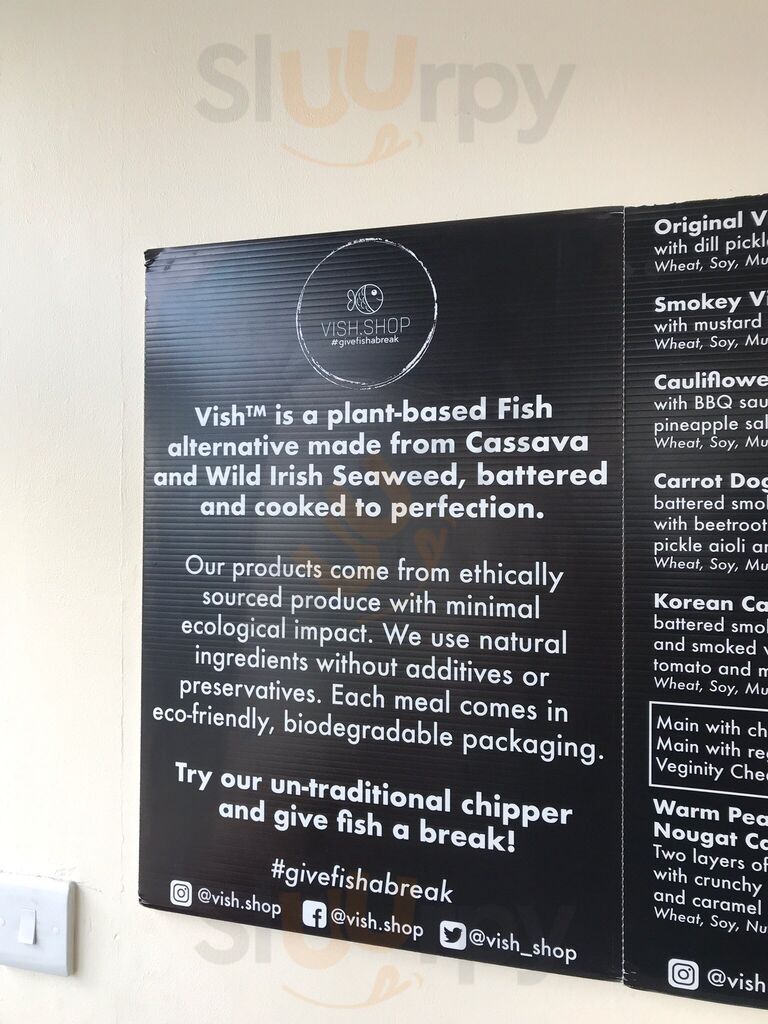 Sluurpy
VISH.SHOP
#givefishabreak
Vish™ is a plant-based Fish
alternative made from Cassava
and Wild Irish Seaweed, battered
and cooked to perfection.
Our products come from ethically
sourced produce with minimal
ecological impact. We use natural
ingredients without additives or
preservatives. Each meal comes in
eco-friendly, biodegradable packaging.
Try our un-traditional chipper
and give fish a break!
#givefishabreak
@vish.shop @vish.shop @vish_shop
Original
with dill
Wheat, Soy,
Smokey
with mustard
Wheat, Soy,
with BBQ
pineapple
Wheat, Soy,
Carrot
battered
with beetroot
pickle aioli
Wheat, Soy,
Korean
battered
and smoked
tomato and
Wheat, Soy,
Main with
Main with
Veginity
Warm
Nougat
Two layers of
with crunchy
and caramel
Wheat, Soy,
Sluurpy